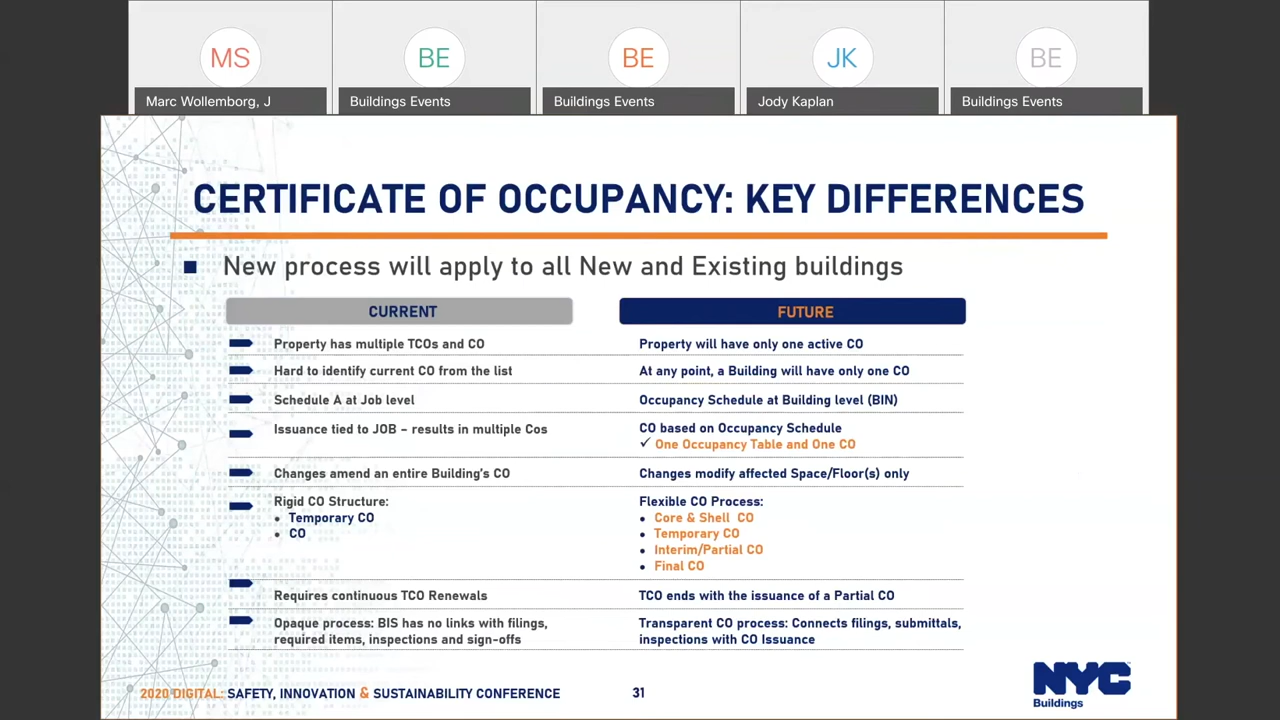 MS
BE
BE
JK
BE
Marc Wollemborg, J
Buildings Events
Buildings Events
Jody Kaplan
Buildings Events
CERTIFICATE OF OCCUPANCY: KEY DIFFERENCES
New process will apply to all New and Existing buildings
CURRENT
FUTURE
Property has multiple TCOs and CO
Property will have only one active CO
Hard to identify current CO from the list
At any point, a Building will have only one CO
Schedule A at Job level
Occupancy Schedule at Building level (BIN)
Issuance tied to JOB – results in multiple Cos
CO based on Occupancy Schedule
✓ One Occupancy Table and One CO
Changes amend an entire Building's CO
Changes modify affected Space/Floor(s) only
Rigid CO Structure:
• Temporary CO
• CO
Flexible CO Process:
• Core & Shell CO
• Temporary CO
• Interim/Partial CO
• Final CO
Requires continuous TCO Renewals
TCO ends with the issuance of a Partial CO
Opaque process: BIS has no links with filings,
required items, inspections and sign-offs
Transparent CO process: Connects filings, submittals,
inspections with CO Issuance
2020 DIGITAL: SAFETY, INNOVATION & SUSTAINABILITY CONFERENCE
31
NYC
Buildings